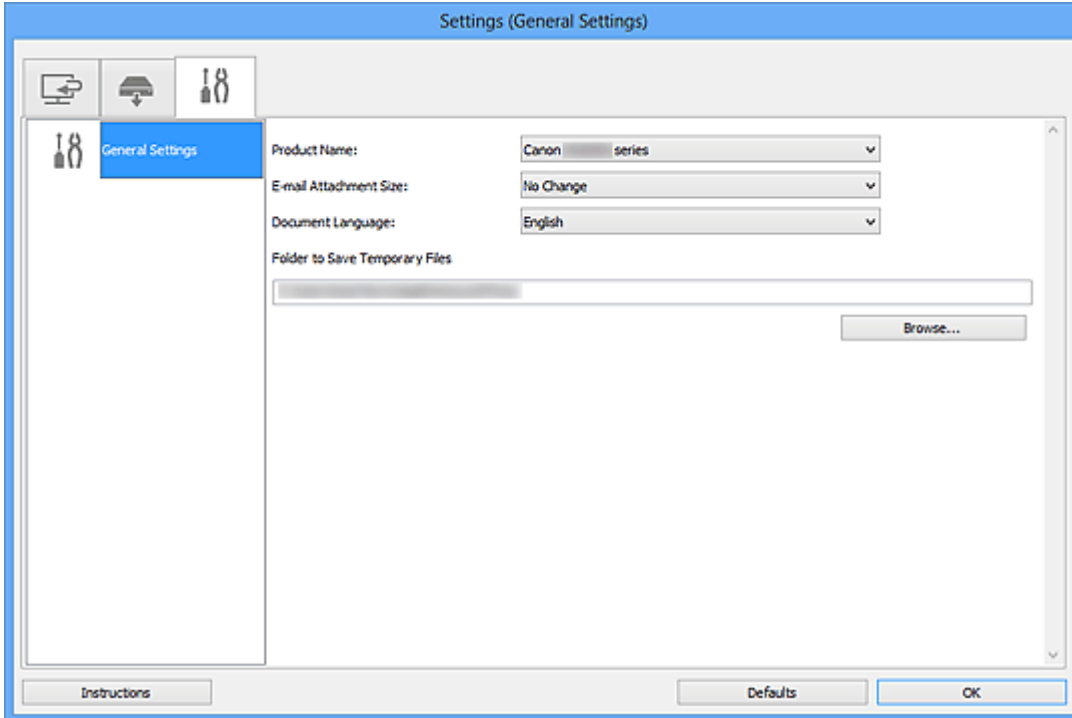 Settings (General Settings)
General Settings
Product Name: Canon series
E-mail Attachment Size: No Change
Document Language: English
Folder to Save Temporary Files
Browse...
Instructions Defaults OK